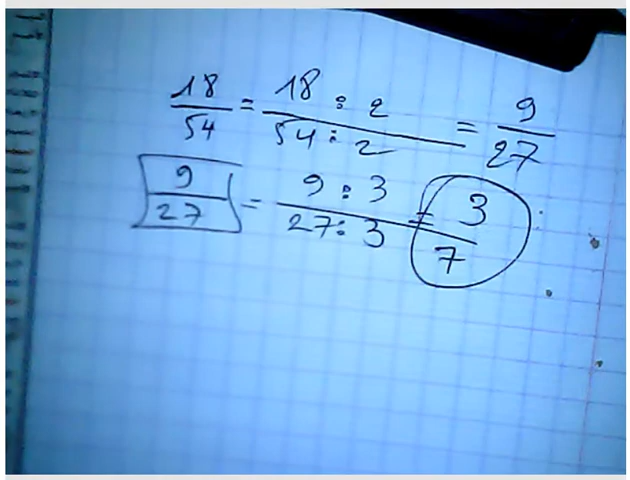 18/54 = 18:2/54:2 = 9/27
9/27 = 9:3/27:3 = 3/7